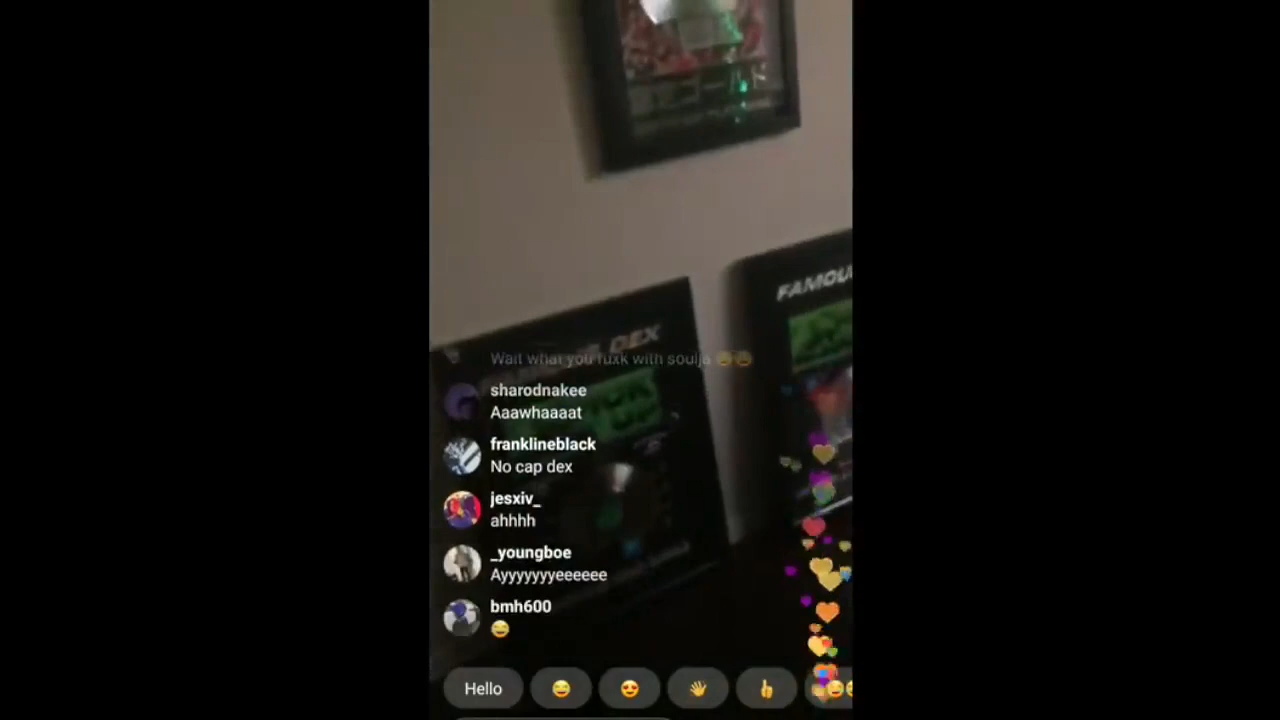 FAMOU
DEX
Wait what you fuxk with soulja 😩😩
sharodnakee
Aaawhaaaat
franklineblack
No cap dex
jesxiv_
ahhhh
_youngboe
Ayyyyyyyeeeeee
bmh600
😂
Hello